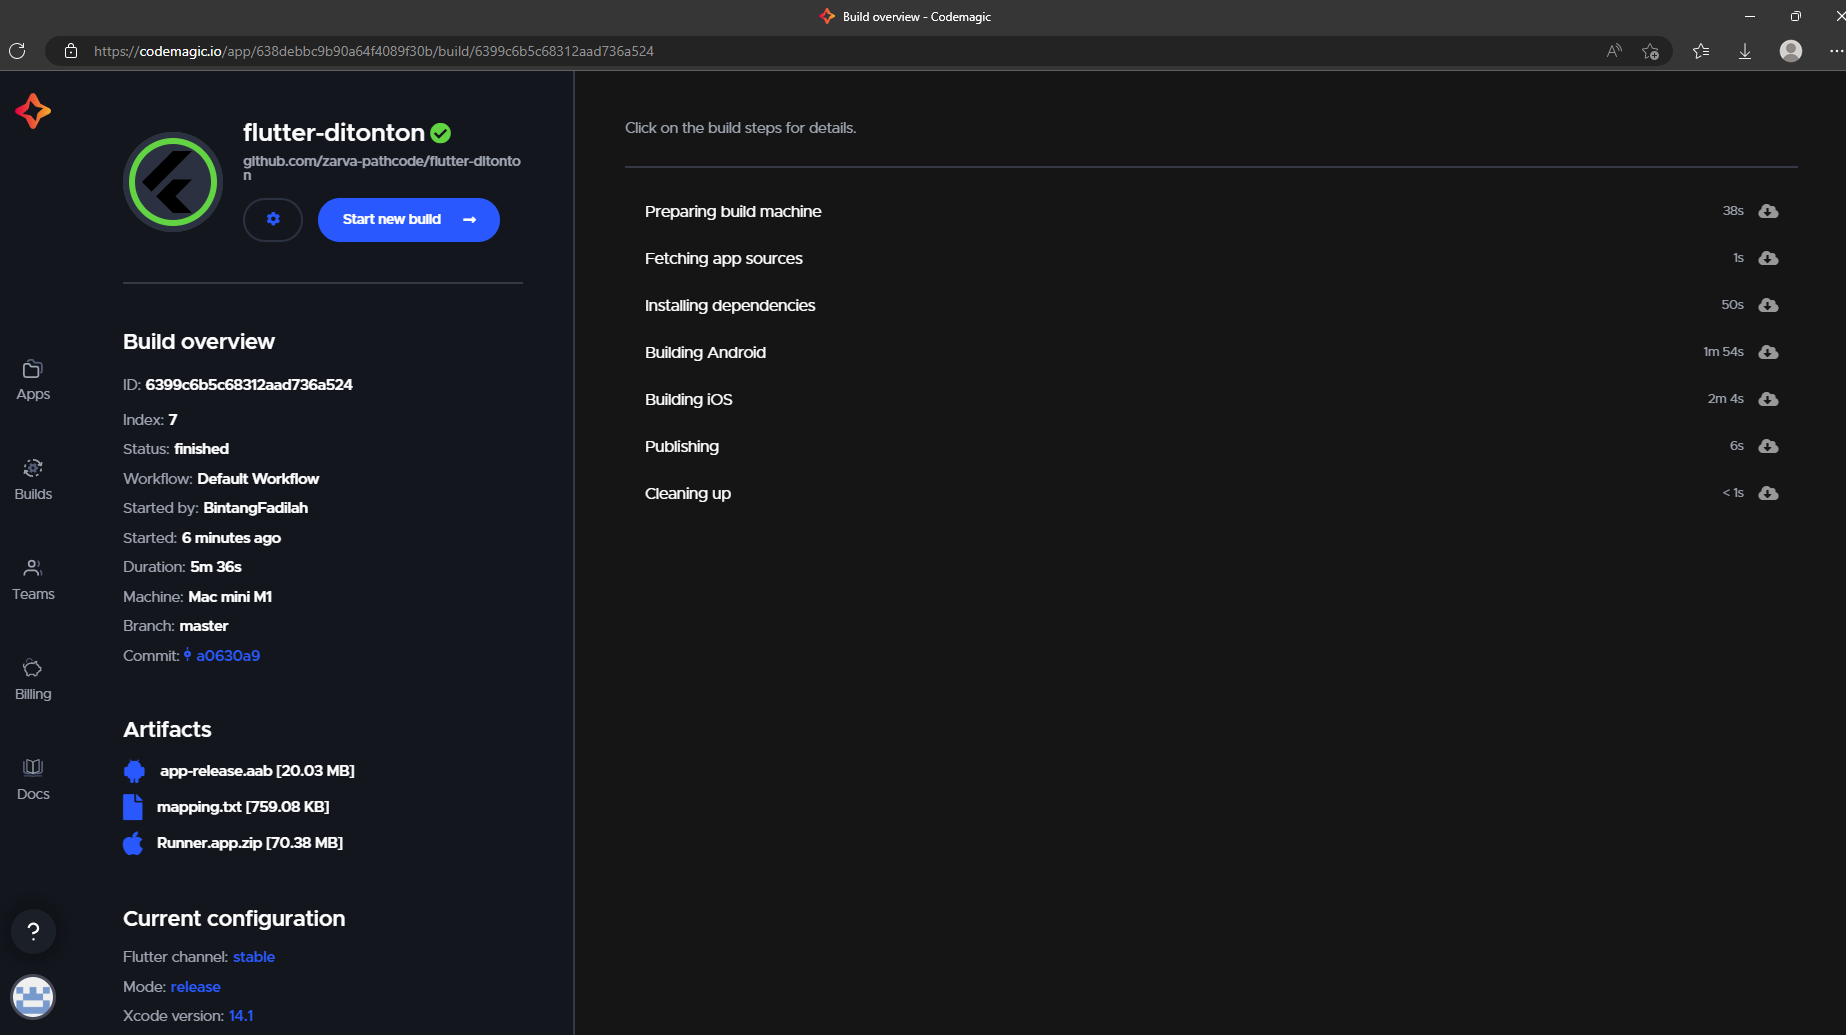 Build overview - Codemagic
https://codemagic.io/app/638debbc9b90a64f4089f30b/build/6399c6b5c68312aad736a524
flutter-ditonton
github.com/zarva-pathcode/flutter-ditonto
n
Start new build →
Build overview
ID: 6399c6b5c68312aad736a524
Index: 7
Status: finished
Workflow: Default Workflow
Started by: BintangFadilah
Started: 6 minutes ago
Duration: 5m 36s
Machine: Mac mini M1
Branch: master
Commit: a0630a9
Artifacts
app-release.aab [20.03 MB]
mapping.txt [759.08 KB]
Runner.app.zip [70.38 MB]
Current configuration
Flutter channel: stable
Mode: release
Xcode version: 14.1
Apps
Builds
Teams
Billing
Docs
?
Click on the build steps for details.
Preparing build machine 38s
Fetching app sources 1s
Installing dependencies 50s
Building Android 1m 54s
Building iOS 2m 4s
Publishing 6s
Cleaning up < 1s